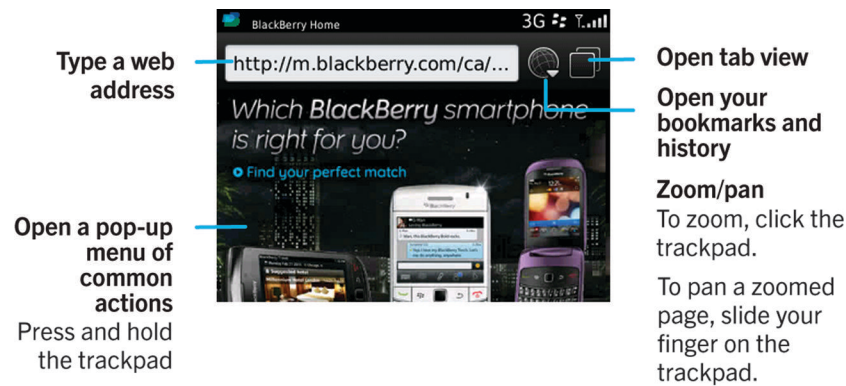 BlackBerry Home
3G
http://m.blackberry.com/ca/...
Which BlackBerry smartphone
is right for you?
Find your perfect match
Type a web
address
Open a pop-up
menu of
common
actions
Press and hold
the trackpad
Open tab view
Open your
bookmarks and
history
Zoom/pan
To zoom, click the
trackpad.
To pan a zoomed
page, slide your
finger on the
trackpad.